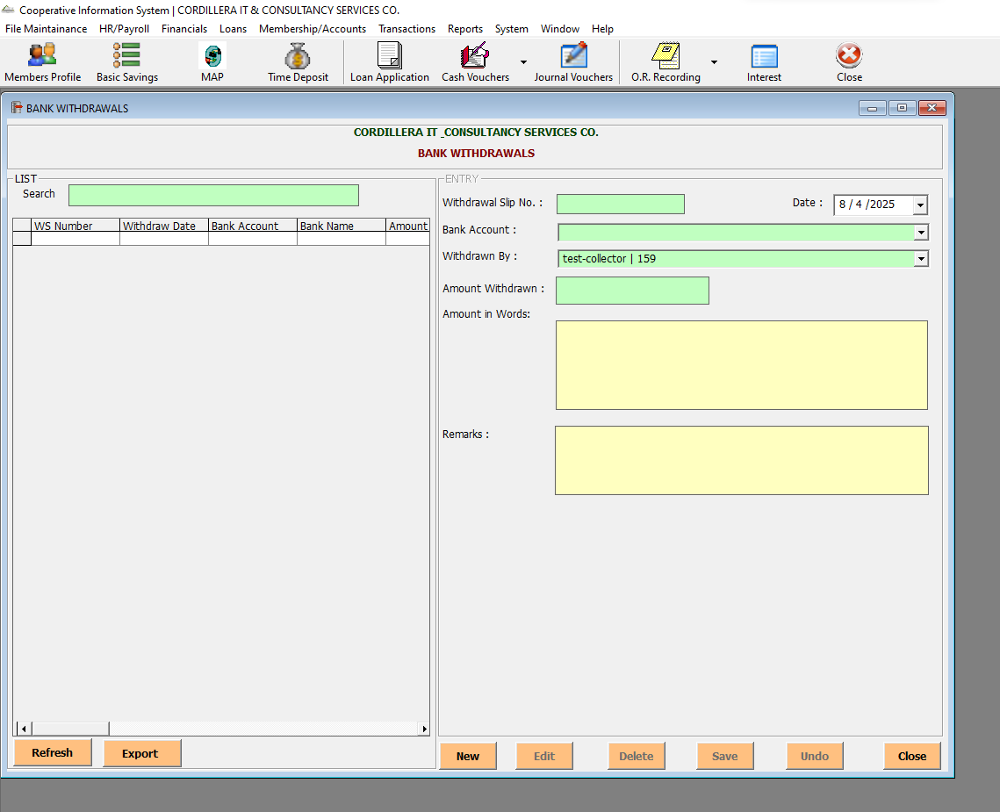 Cooperative Information System | CORDILLERA IT & CONSULTANCY SERVICES CO.
File Maintainance HR/Payroll Financials Loans Membership/Accounts Transactions Reports System Window Help
Members Profile Basic Savings MAP Time Deposit Loan Application Cash Vouchers Journal Vouchers O.R. Recording Interest Close
BANK WITHDRAWALS
CORDILLERA IT _CONSULTANCY SERVICES CO.
BANK WITHDRAWALS
LIST
Search
WS Number Withdraw Date Bank Account Bank Name Amount
Refresh Export
ENTRY
Withdrawal Slip No. : Date : 8 / 4 /2025
Bank Account :
Withdrawn By : test-collector | 159
Amount Withdrawn :
Amount in Words:
Remarks :
New Edit Delete Save Undo Close